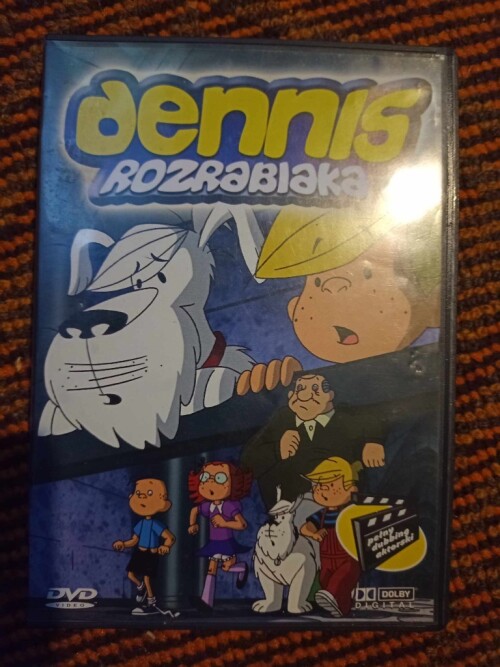 dennis
ROZRABIAKA
pełny
dubbing
aktorski
DVD
VIDEO
DOLBY
DIGITAL